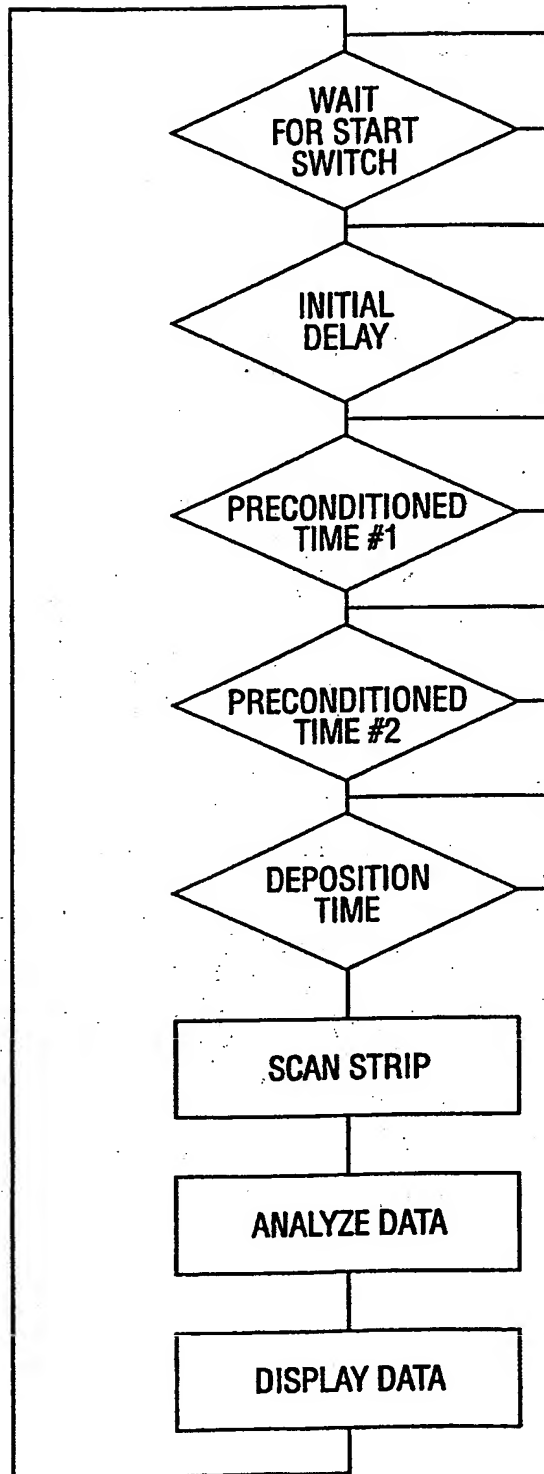 WAIT
FOR START
SWITCH
INITIAL
DELAY
PRECONDITIONED
TIME #1
PRECONDITIONED
TIME #2
DEPOSITION
TIME
SCAN STRIP
ANALYZE DATA
DISPLAY DATA